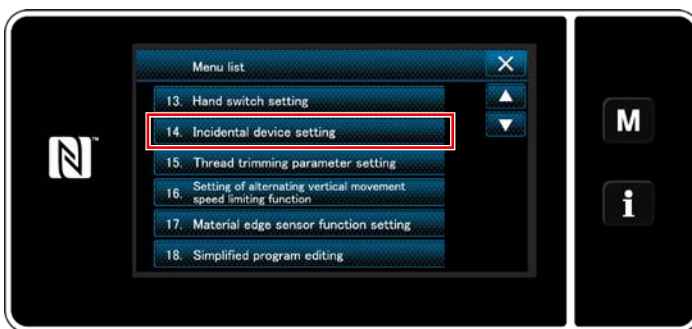 Menu list
13. Hand switch setting
14. Incidental device setting
15. Thread trimming parameter setting
16. Setting of alternating vertical movement
speed limiting function
17. Material edge sensor function setting
18. Simplified program editing
M
i
N